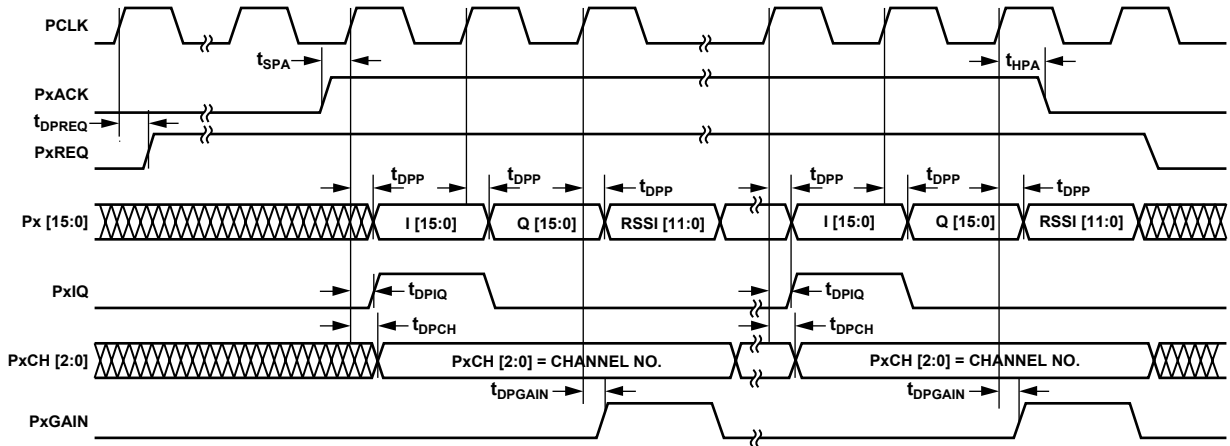 PCLK
tSPA
tHPA
PxACK
tDPREQ
PxREQ
tDPP tDPP tDPP tDPP tDPP tDPP
Px [15:0] I [15:0] Q [15:0] RSSI [11:0] I [15:0] Q [15:0] RSSI [11:0]
PxIQ tDPIQ tDPIQ
tDPCH tDPCH
PxCH [2:0] PxCH [2:0] = CHANNEL NO. PxCH [2:0] = CHANNEL NO.
tDPGAIN tDPGAIN
PxGAIN